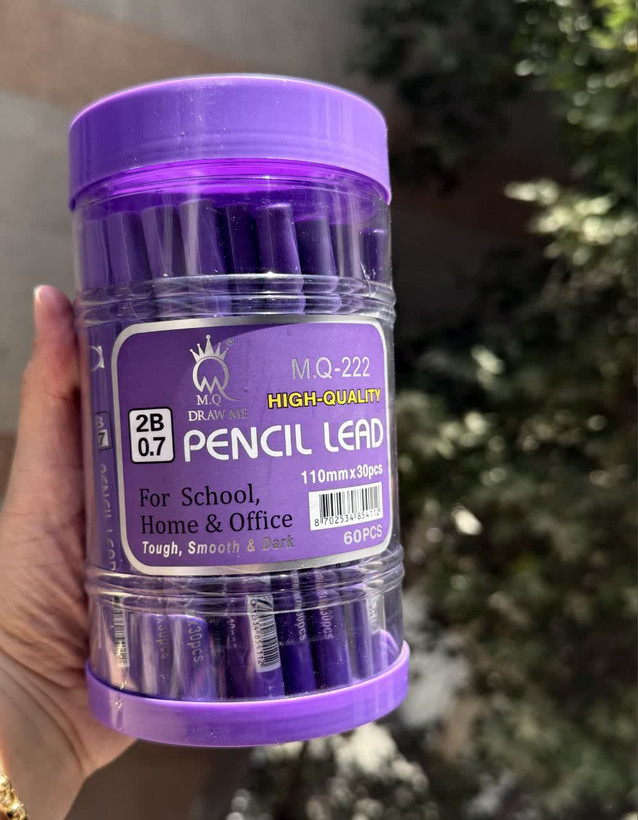 M.Q
DRAW ME
®
M.Q-222
HIGH-QUALITY
2B
0.7
PENCIL LEAD
110mmx30pcs
For School,
Home & Office
Tough, Smooth & Dark
60PCS
30pcs